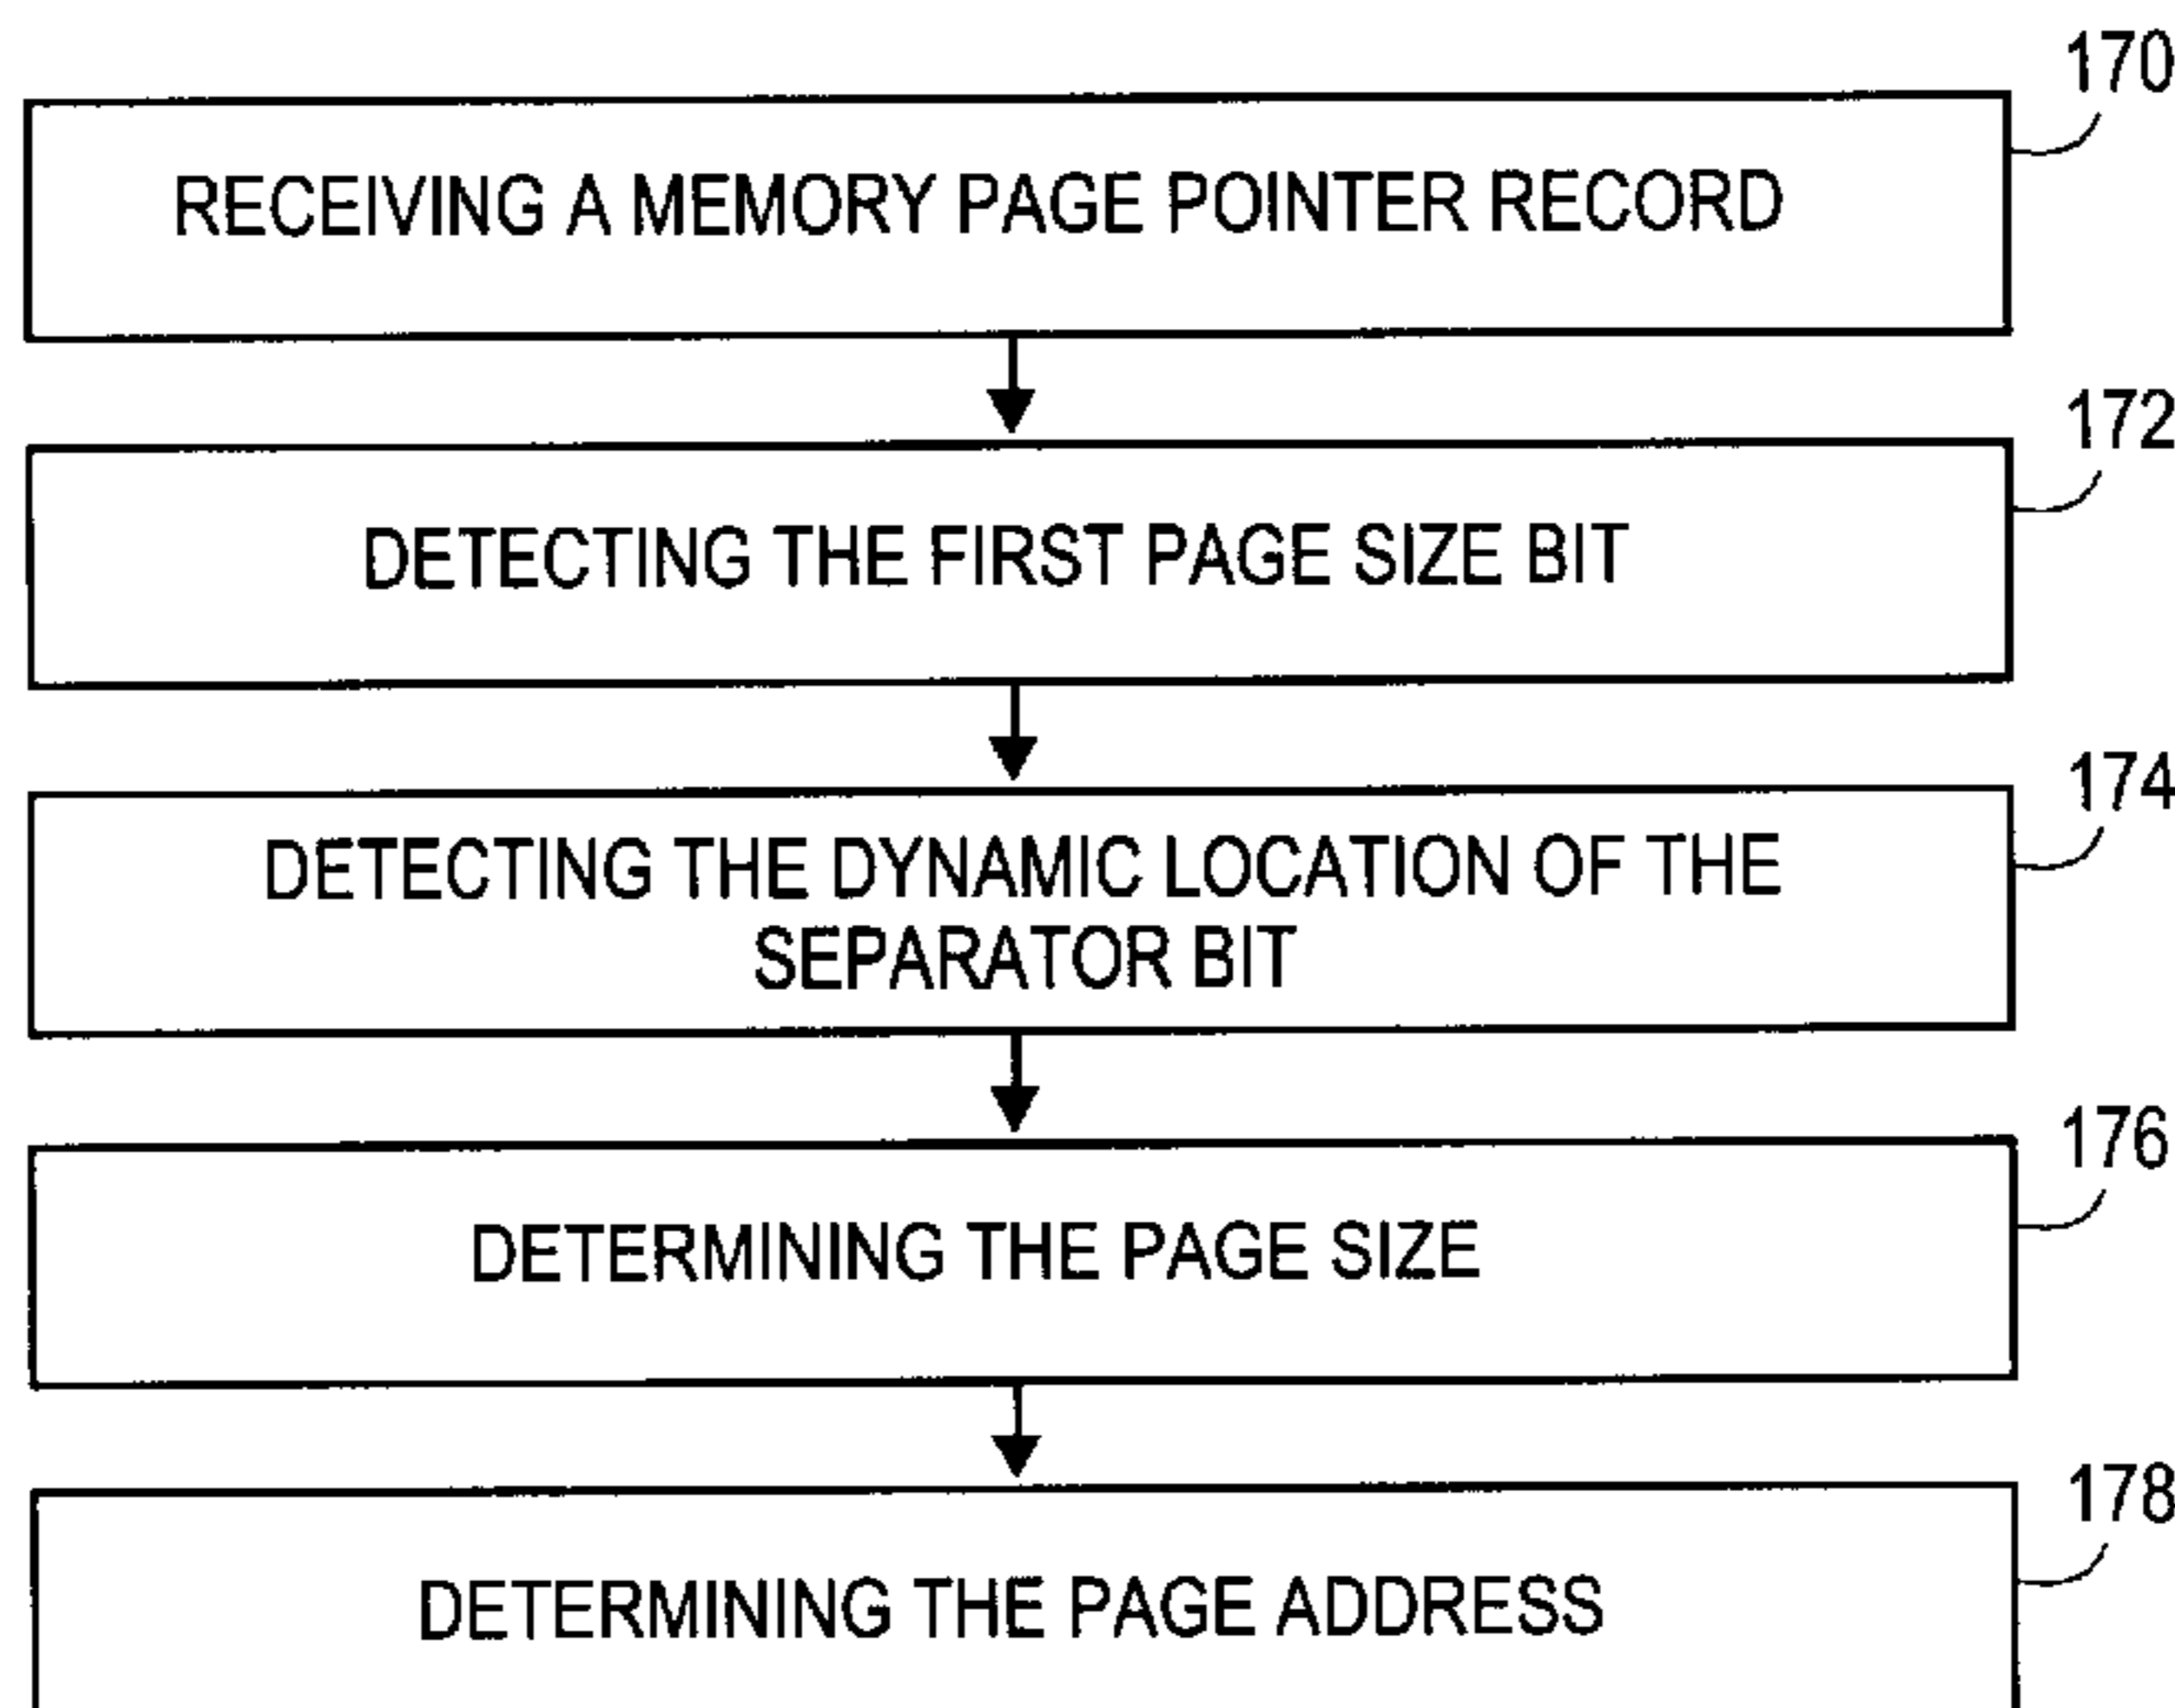 170
RECEIVING A MEMORY PAGE POINTER RECORD
172
DETECTING THE FIRST PAGE SIZE BIT
174
DETECTING THE DYNAMIC LOCATION OF THE
SEPARATOR BIT
176
DETERMINING THE PAGE SIZE
178
DETERMINING THE PAGE ADDRESS